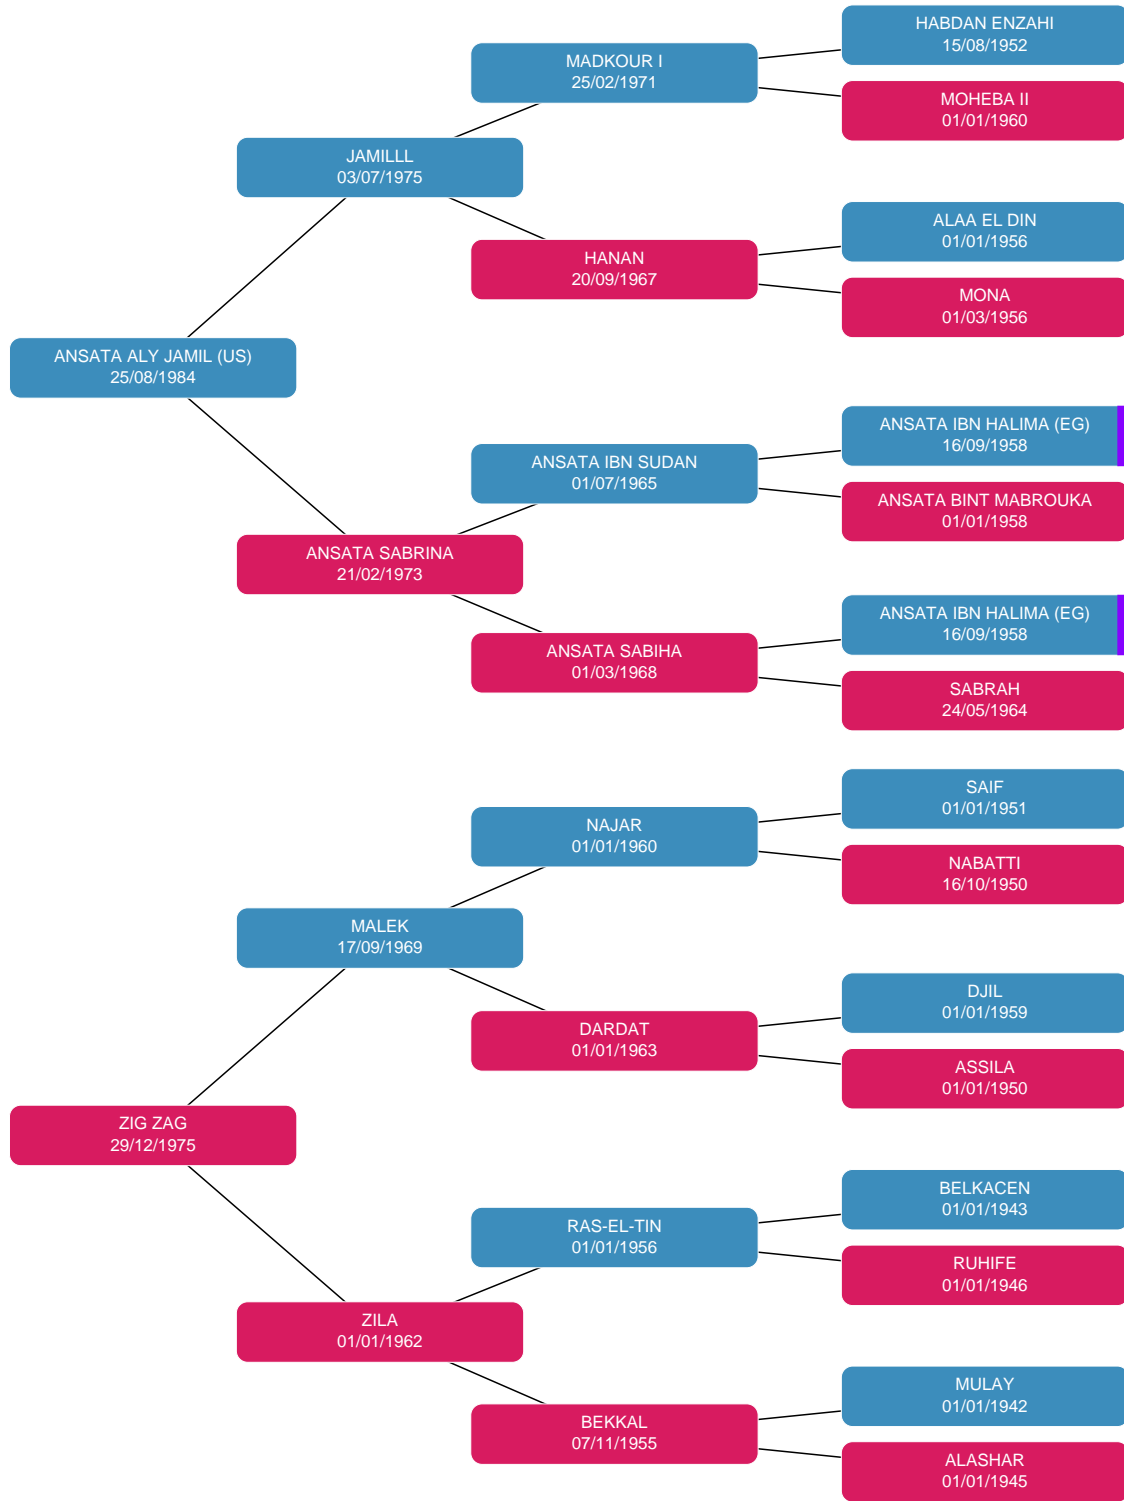 HABDAN ENZAHI
15/08/1952
MADKOUR I
25/02/1971
MOHEBA II
01/01/1960
JAMILLL
03/07/1975
ALAA EL DIN
01/01/1956
HANAN
20/09/1967
MONA
01/03/1956
ANSATA ALY JAMIL (US)
25/08/1984
ANSATA IBN HALIMA (EG)
16/09/1958
ANSATA IBN SUDAN
01/07/1965
ANSATA BINT MABROUKA
01/01/1958
ANSATA SABRINA
21/02/1973
ANSATA IBN HALIMA (EG)
16/09/1958
ANSATA SABIHA
01/03/1968
SABRAH
24/05/1964
SAIF
01/01/1951
NAJAR
01/01/1960
NABATTI
16/10/1950
MALEK
17/09/1969
DJIL
01/01/1959
DARDAT
01/01/1963
ASSILA
01/01/1950
ZIG ZAG
29/12/1975
BELKACEN
01/01/1943
RAS-EL-TIN
01/01/1956
RUHIFE
01/01/1946
ZILA
01/01/1962
MULAY
01/01/1942
BEKKAL
07/11/1955
ALASHAR
01/01/1945